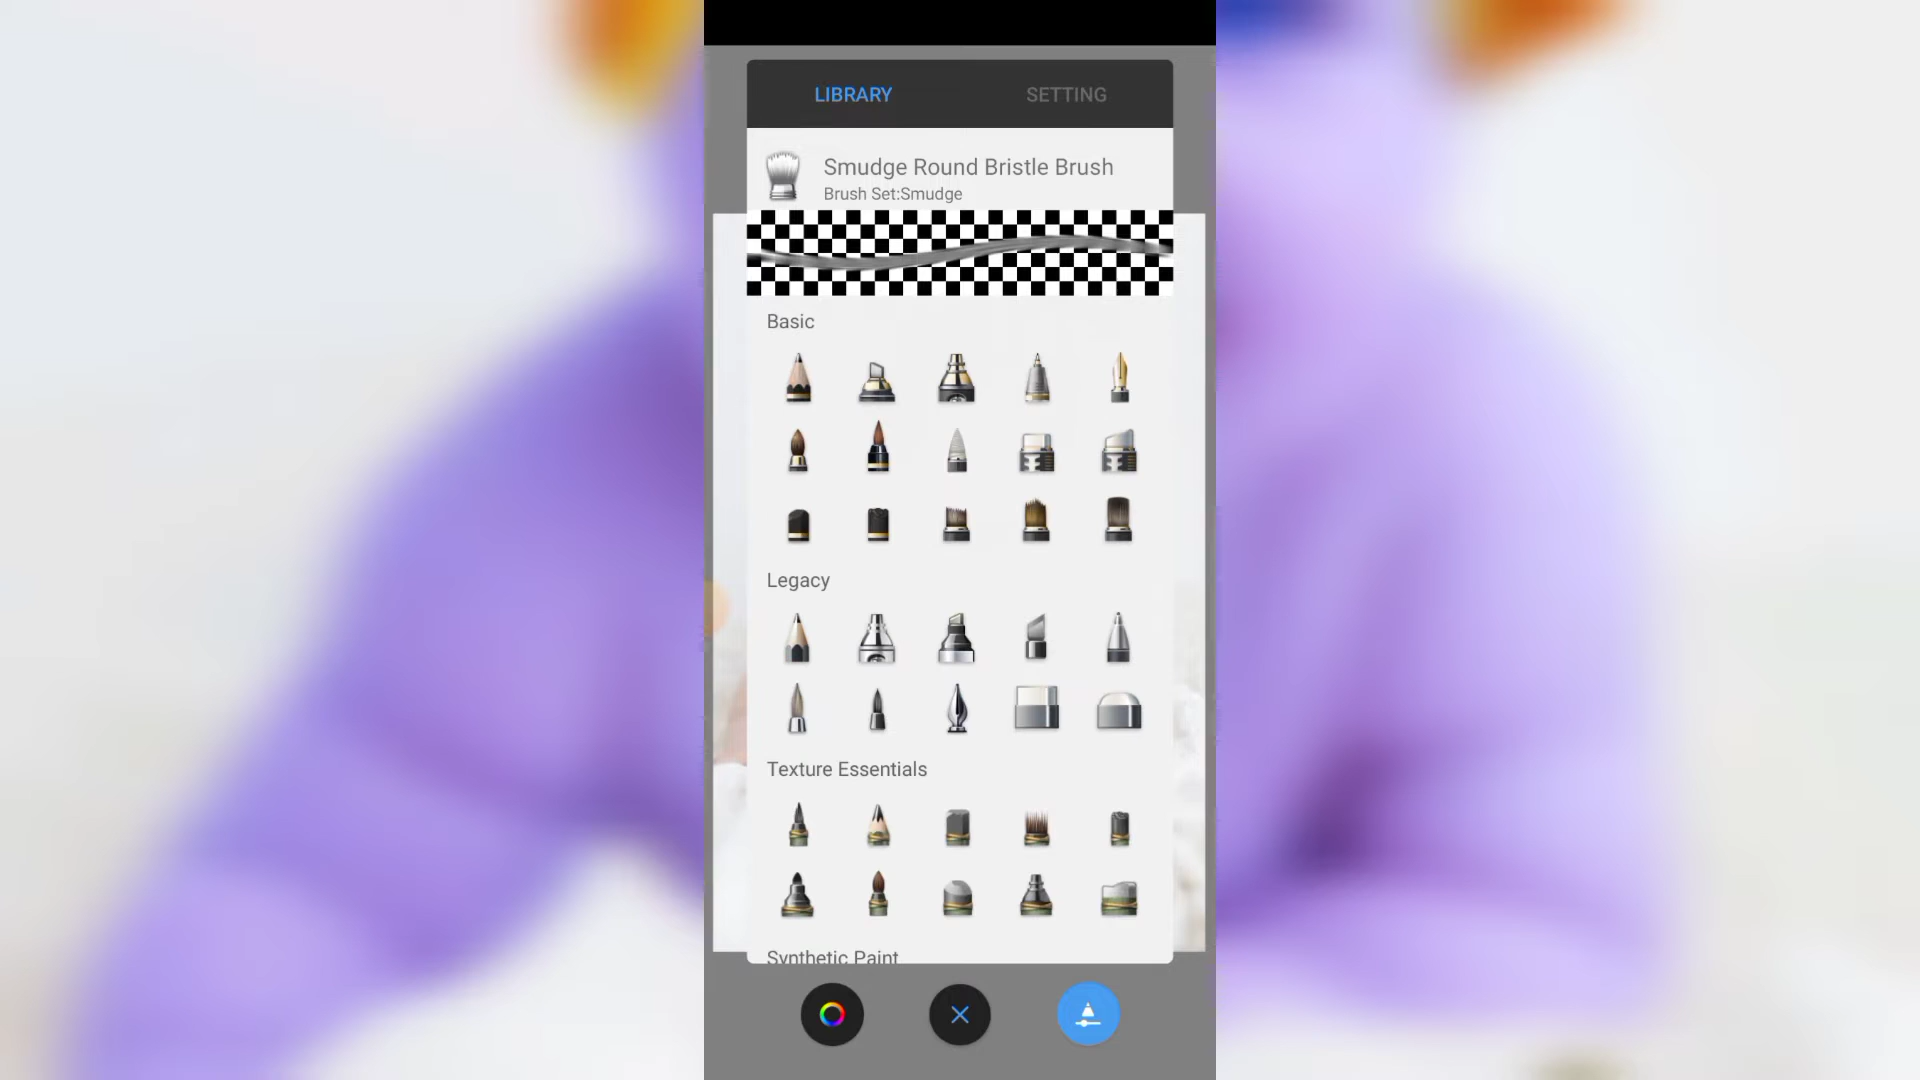 LIBRARY SETTING
Smudge Round Bristle Brush
Brush Set:Smudge
Basic
Legacy
Texture Essentials
Synthetic Paint